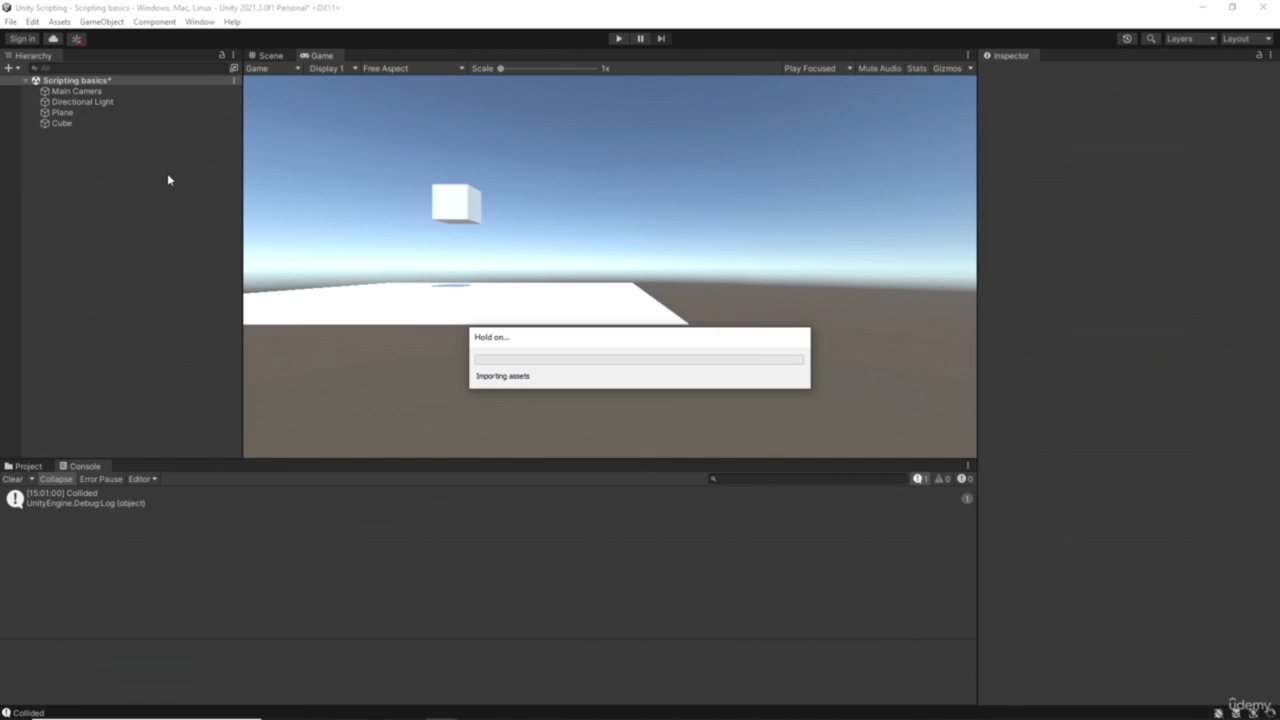 Unity Scripting - Scripting basics - Windows, Mac, Linux - Unity 2021.3.0f1 Personal* <DX11>
File Edit Assets GameObject Component Window Help
Sign in Layers Layout
Hierarchy Scene Game Inspector
All Game Display 1 Free Aspect Scale 1x Play Focused Mute Audio Stats Gizmos
Scripting basics*
Main Camera
Directional Light
Plane
Cube
Hold on...
Importing assets
Project Console
Clear Collapse Error Pause Editor 1 0 0
[15:01:00] Collided 1
UnityEngine.Debug:Log (object)
Collided
ûdemy